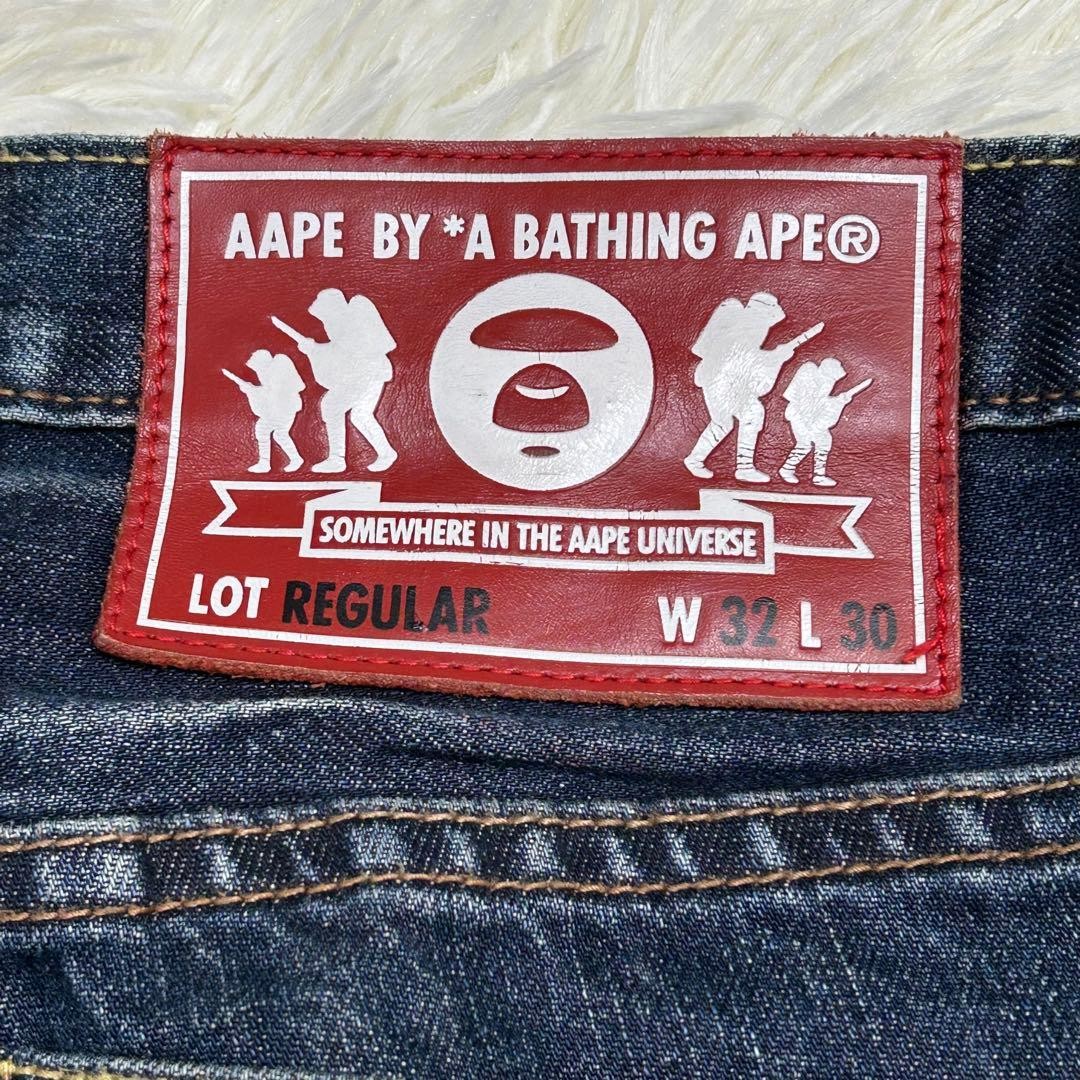 AAPE BY *A BATHING APE®
SOMEWHERE IN THE AAPE UNIVERSE
LOT REGULAR W 32 L 30